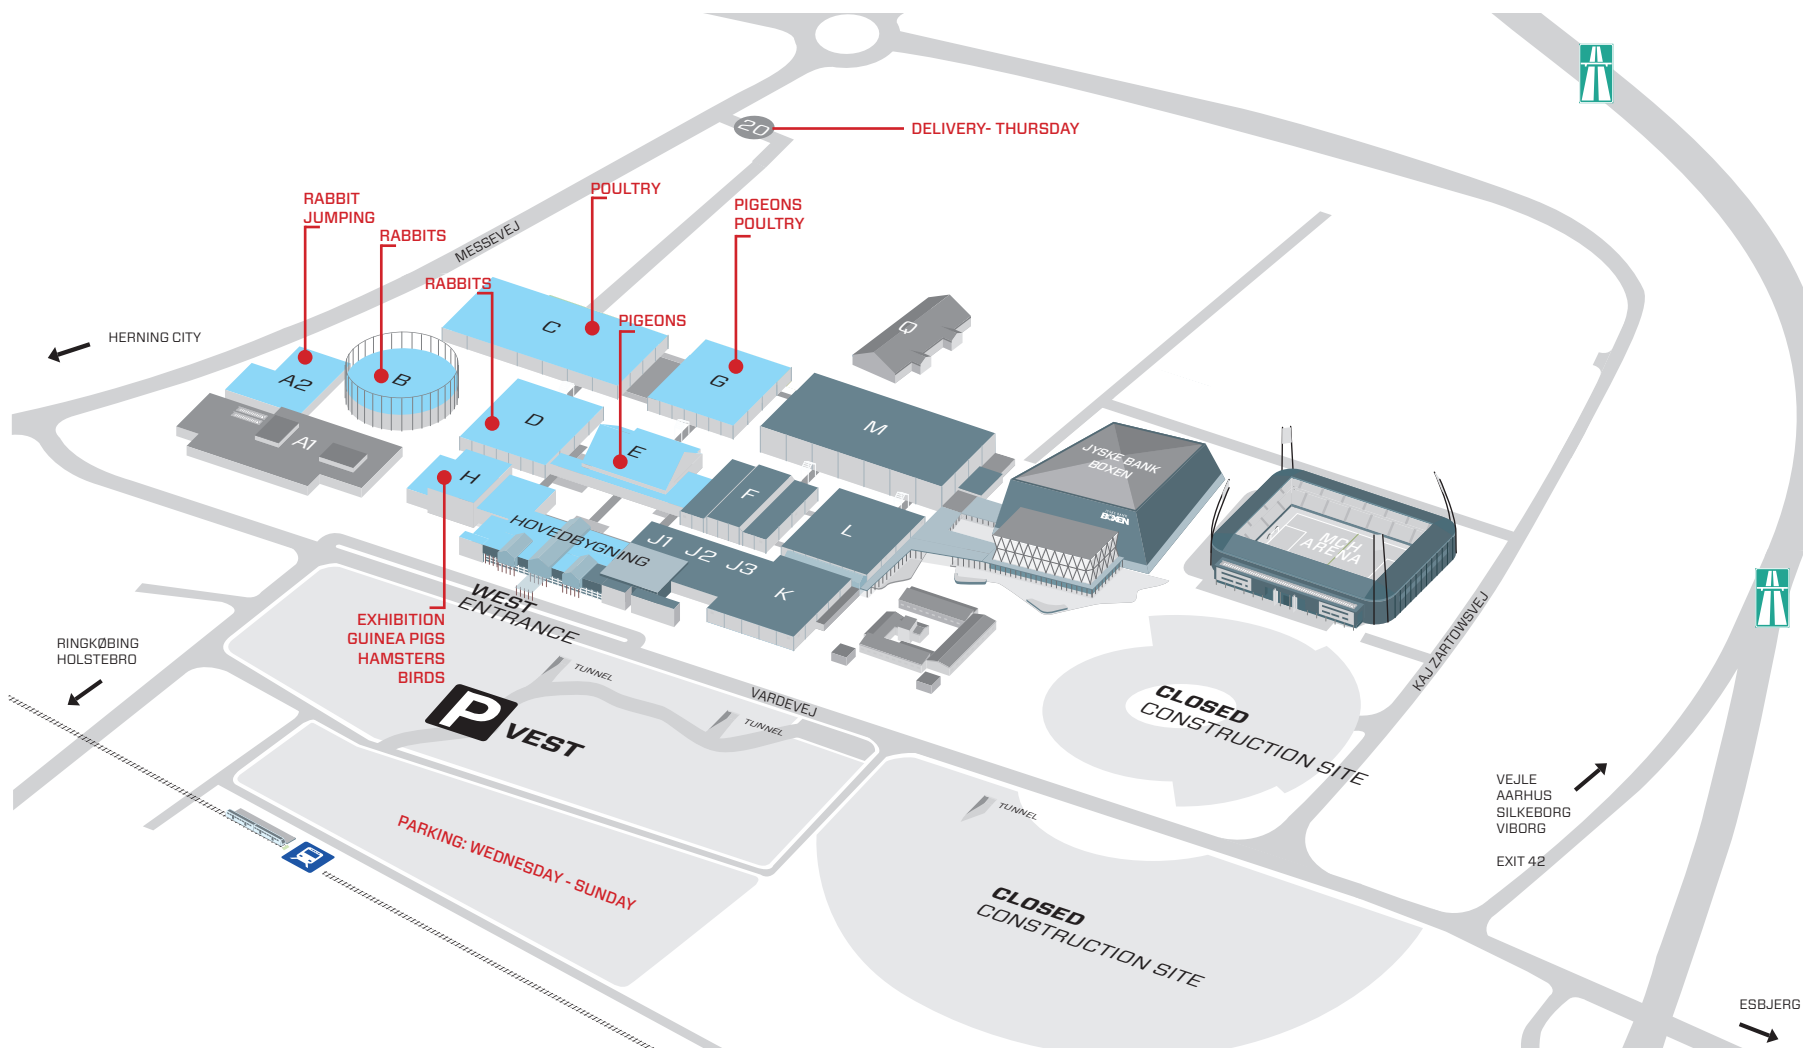 20
DELIVERY- THURSDAY
RABBIT
JUMPING
RABBITS
RABBITS
POULTRY
PIGEONS
POULTRY
PIGEONS
MESSEVEJ
HERNING CITY
A2
B
A1
C
D
E
G
H
Q
M
F
L
HOVEDBYGNING
J1
J2
J3
K
JYSKE BANK
BOXEN
BOXEN
MCH
ARENA
WEST
ENTRANCE
EXHIBITION
GUINEA PIGS
HAMSTERS
BIRDS
RINGKØBING
HOLSTEBRO
TUNNEL
TUNNEL
P VEST
VARDEVEJ
KAJ ZARTOWSVEJ
CLOSED
CONSTRUCTION SITE
TUNNEL
PARKING: WEDNESDAY - SUNDAY
CLOSED
CONSTRUCTION SITE
VEJLE
AARHUS
SILKEBORG
VIBORG
EXIT 42
ESBJERG